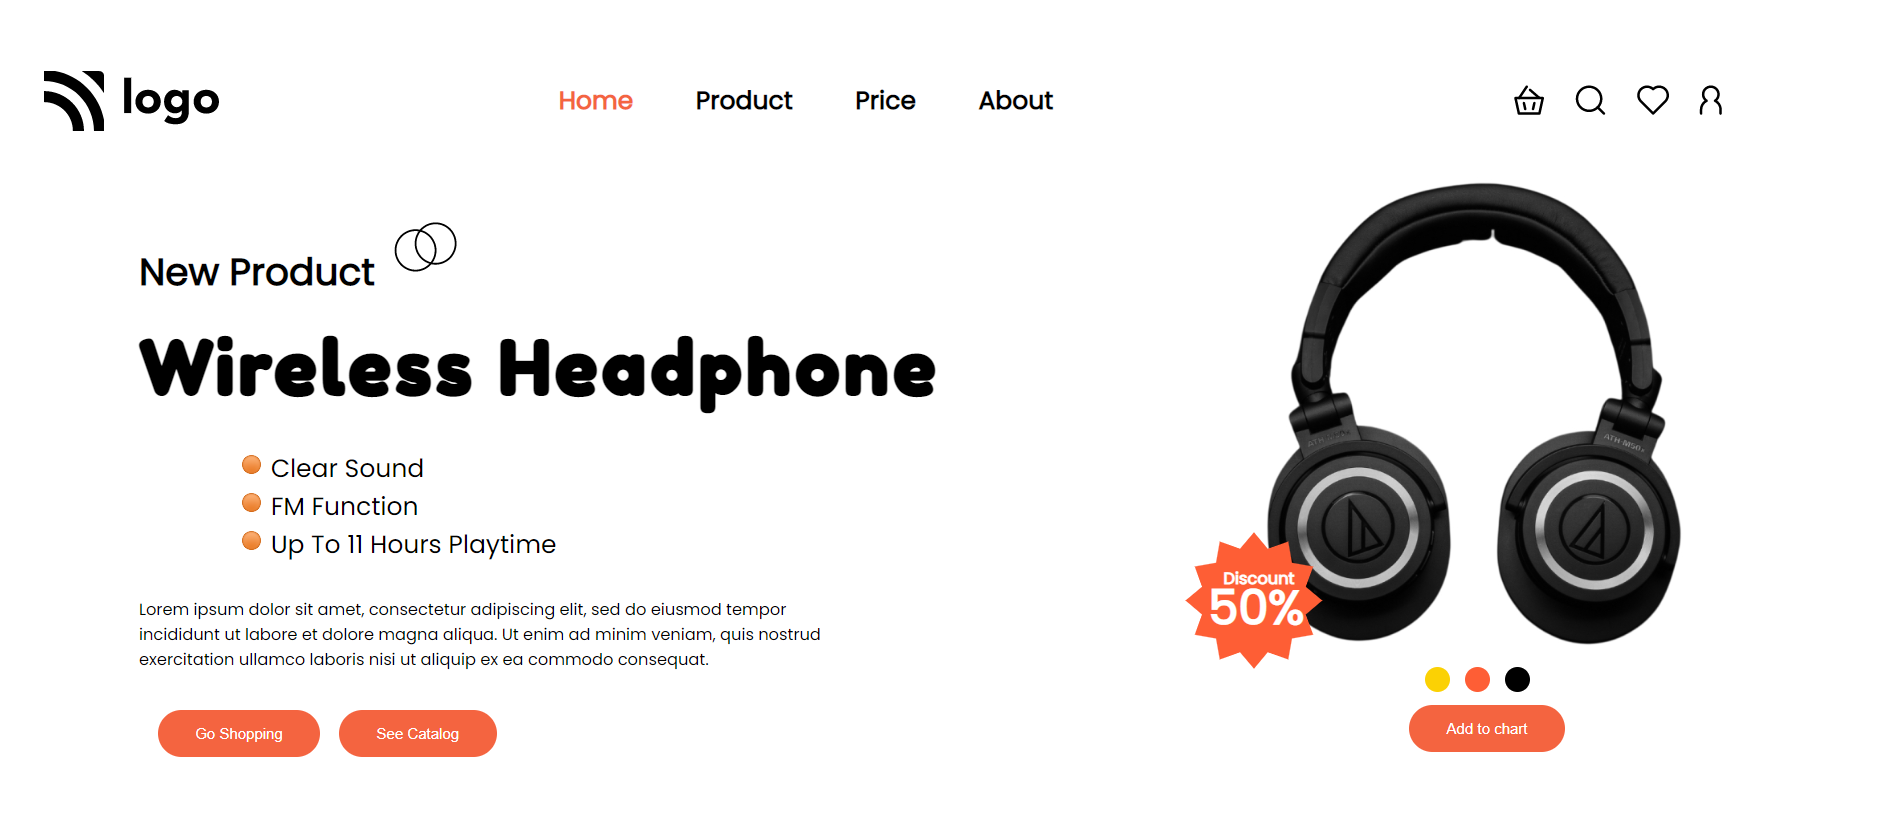 logo
Home Product Price About
New Product
Wireless Headphone
Clear Sound
FM Function
Up To 11 Hours Playtime
Lorem ipsum dolor sit amet, consectetur adipiscing elit, sed do eiusmod tempor
incididunt ut labore et dolore magna aliqua. Ut enim ad minim veniam, quis nostrud
exercitation ullamco laboris nisi ut aliquip ex ea commodo consequat.
Go Shopping See Catalog
Discount
50%
Add to chart